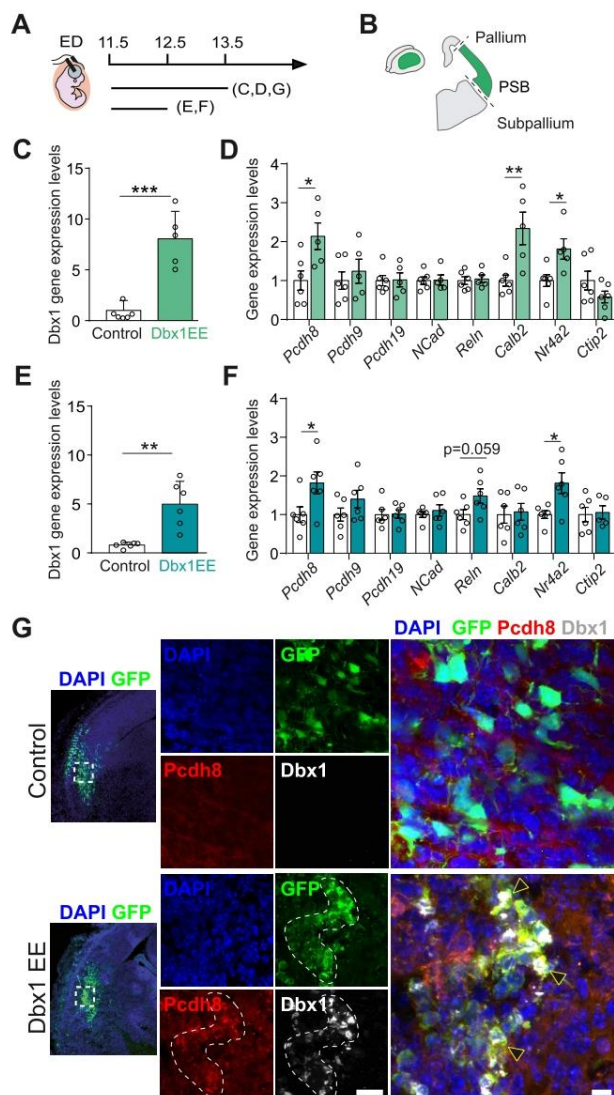 A
ED
11.5 12.5 13.5
(C,D,G)
(E,F)
B
Pallium
PSB
Subpallium
C
Dbx1 gene expression levels
15
10
5
0
***
Control Dbx1EE
D
Gene expression levels
4
3
2
1
0
* ** *
Pcdh8 Pcdh9 Pcdh19 NCad Reln Calb2 Nr4a2 Ctip2
E
Dbx1 gene expression levels
15
10
5
0
**
Control Dbx1EE
F
Gene expression levels
4
3
2
1
0
* p=0.059 *
Pcdh8 Pcdh9 Pcdh19 NCad Reln Calb2 Nr4a2 Ctip2
G
DAPI GFP Pcdh8 Dbx1
Control
DAPI GFP
DAPI
GFP
Pcdh8
Dbx1
Dbx1 EE
DAPI GFP
DAPI
GFP
Pcdh8
Dbx1